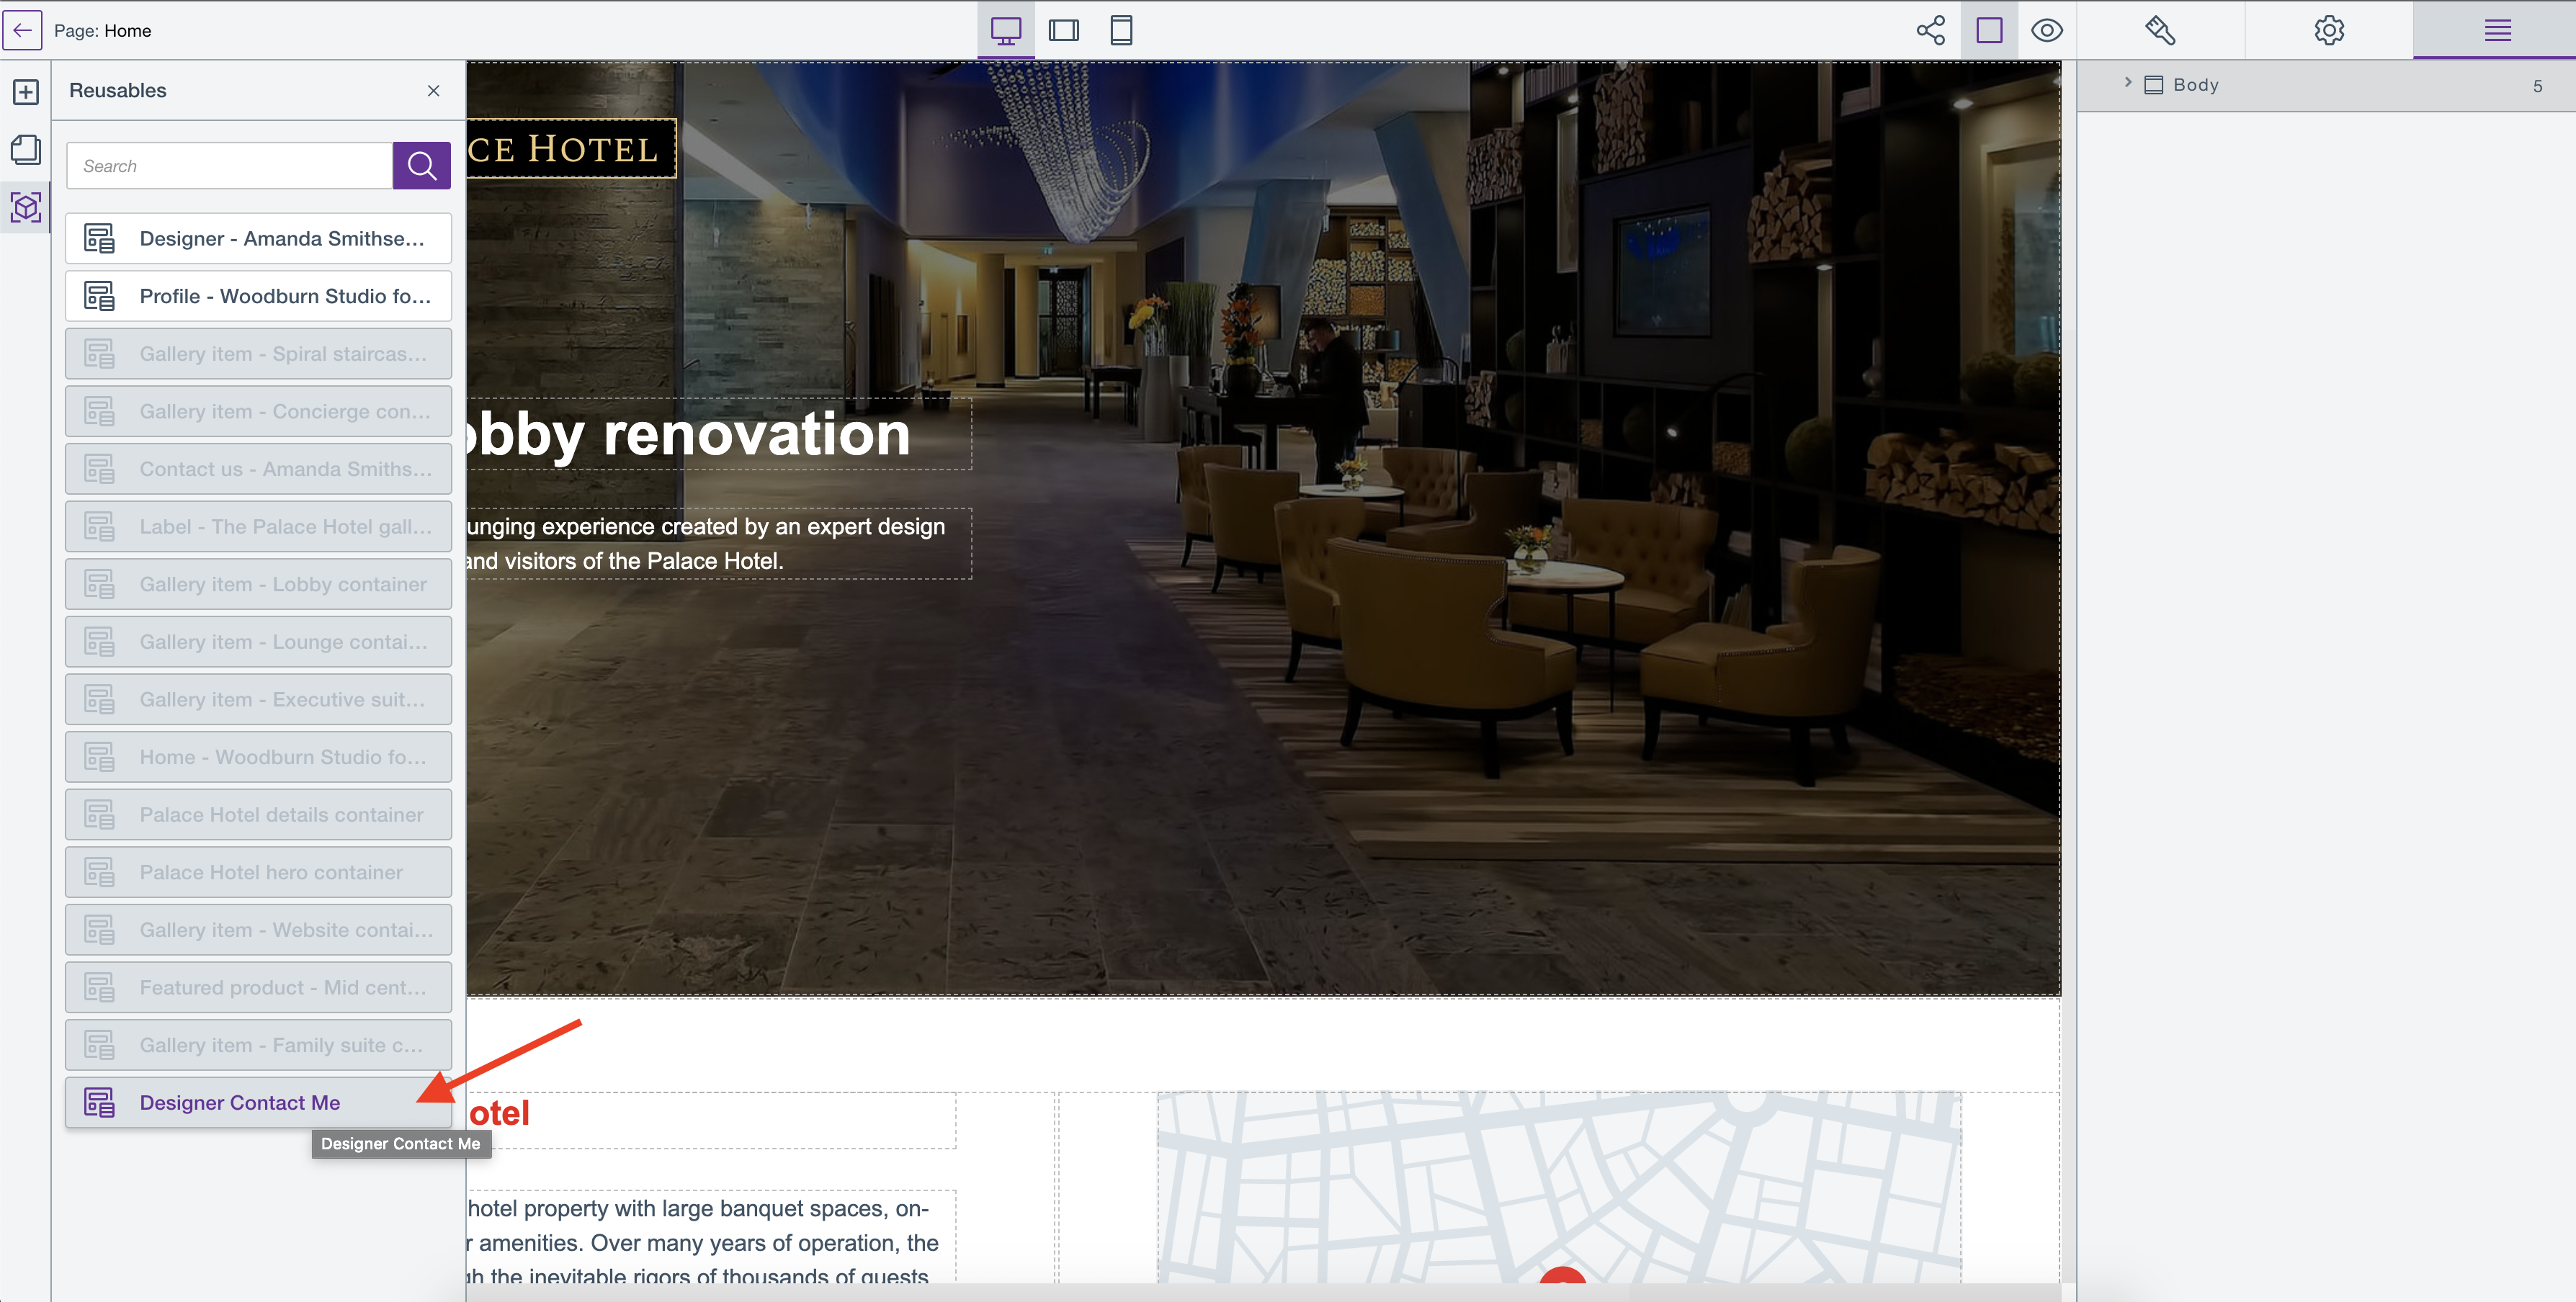 Page: Home
Reusables
Search
Designer - Amanda Smithse...
Profile - Woodburn Studio fo...
Gallery item - Spiral staircas...
Gallery item - Concierge con...
Contact us - Amanda Smiths...
Label - The Palace Hotel gall...
Gallery item - Lobby container
Gallery item - Lounge contai...
Gallery item - Executive suit...
Home - Woodburn Studio fo...
Palace Hotel details container
Palace Hotel hero container
Gallery item - Website contai...
Featured product - Mid cent...
Gallery item - Family suite c...
Designer Contact Me
Designer Contact Me
CE HOTEL
obby renovation
unging experience created by an expert design
and visitors of the Palace Hotel.
otel
hotel property with large banquet spaces, on-
r amenities. Over many years of operation, the
gh the inevitable rigors of thousands of guests
Body 5